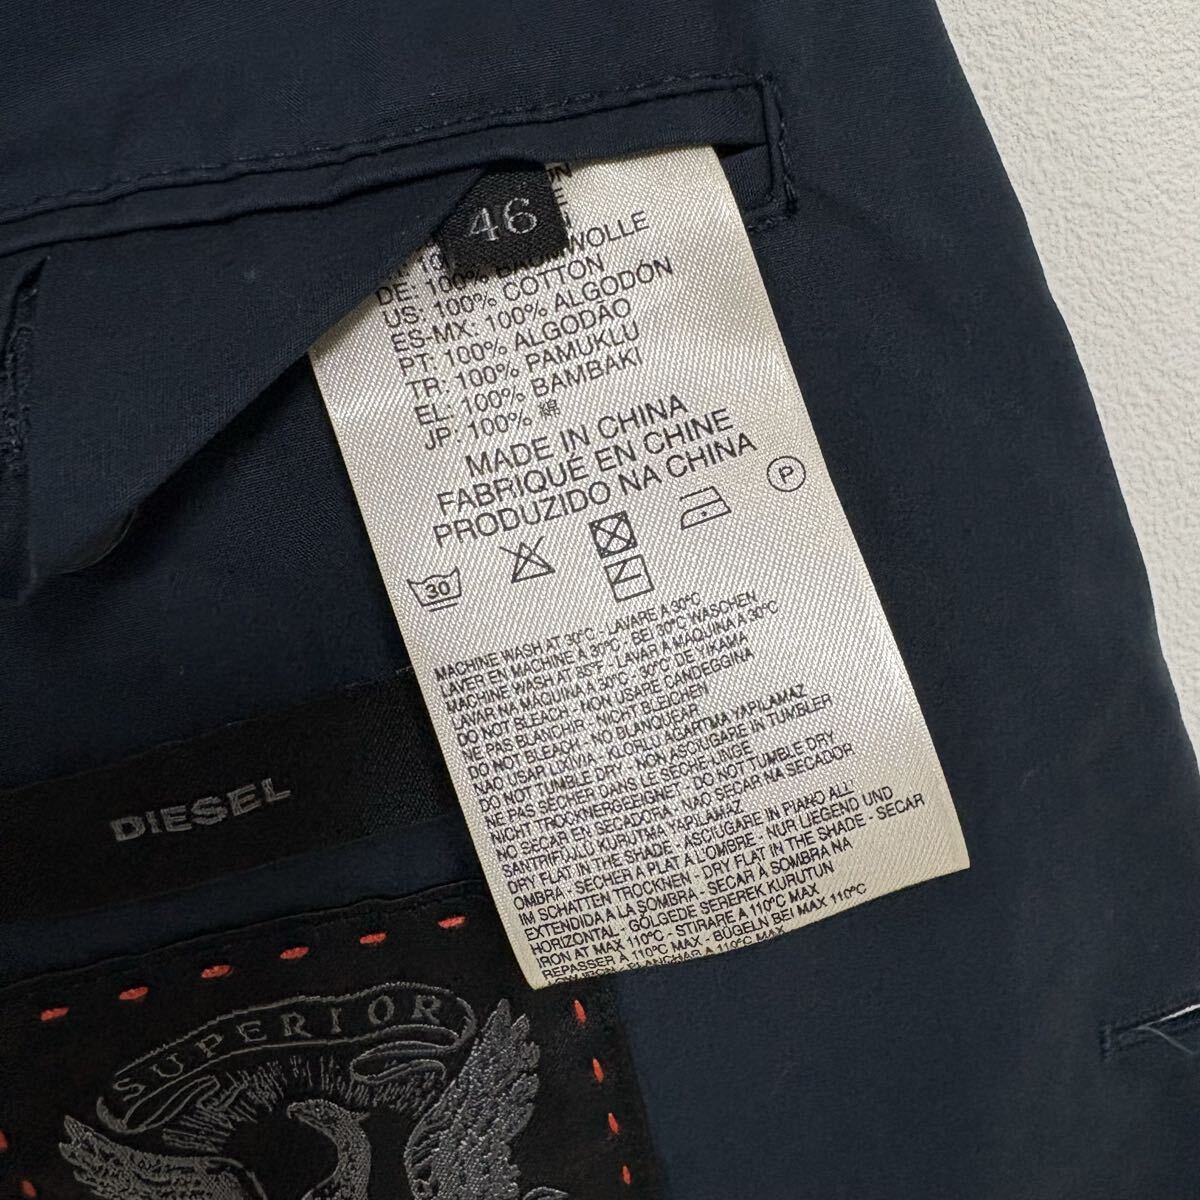 46
DE: 100% BAUMWOLLE
US: 100% COTTON
ES-MX: 100% ALGODÓN
PT: 100% ALGODAO
TR: 100% PAMUKLU
EL: 100% BAMBAKI
JP: 100% 綿
MADE IN CHINA
FABRIQUÉ EN CHINE
PRODUZIDO NA CHINA
P
30
MACHINE WASH AT 30°C - LAVARE A 30°C
LAVER EN MACHINE A 30°C - BEI 30°C WASCHEN
MACHINE WASH AT 85°F - LAVAR A MAQUINA A 30°C
LAVAR NA MAQUINA A 30°C - 30°C DE YIKAMA
DO NOT BLEACH - NON USARE CANDEGGINA
NE PAS BLANCHIR - NICHT BLEICHEN
DO NOT BLEACH - NO BLANQUEAR
NAO USAR LIXIVIA - KLORLU AGARTMA YAPILAMAZ
DO NOT TUMBLE DRY - NON ASCIUGARE IN TUMBLER
NE PAS SECHER DANS LE SECHE-LINGE
NICHT TROCKNERGEEIGNET - DO NOT TUMBLE DRY
NO SECAR EN SECADORA - NAO SECAR NA SECADOR
SANTRIFUJLU KURUTMA YAPILAMAZ
DRY FLAT IN THE SHADE - ASCIUGARE IN PIANO ALL
OMBRA - SECHER A PLAT A L'OMBRE - NUR LIEGEND UND
IM SCHATTEN TROCKNEN - DRY FLAT IN THE SHADE - SECAR
EXTENDIDA A LA SOMBRA - SECAR A SOMBRA NA
HORIZONTAL - GÖLGEDE SEREREK KURUTUN
IRON AT MAX 110°C - STIRARE A 110°C MAX
REPASSER A 110°C MAX - BÜGELN BEI MAX 110°C
DIESEL
SUPERIOR